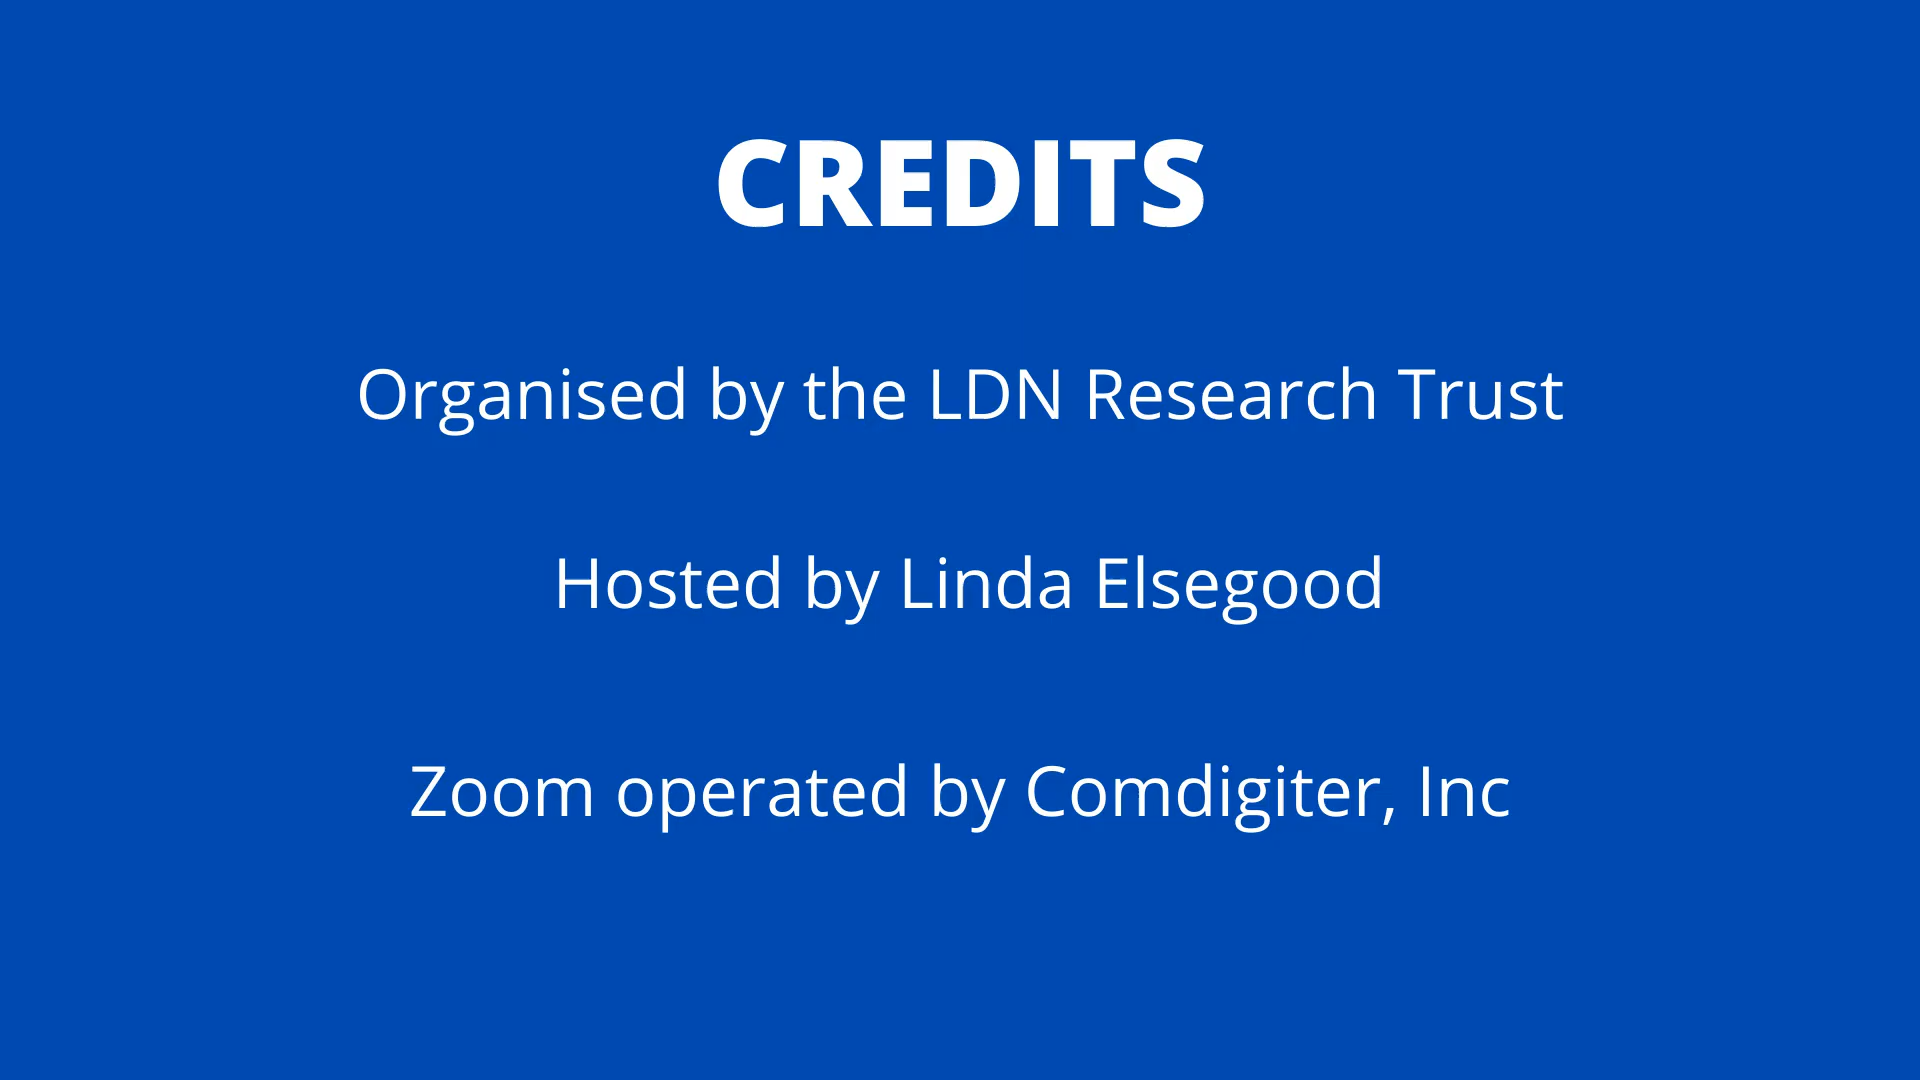 CREDITS
Organised by the LDN Research Trust
Hosted by Linda Elsegood
Zoom operated by Comdigiter, Inc